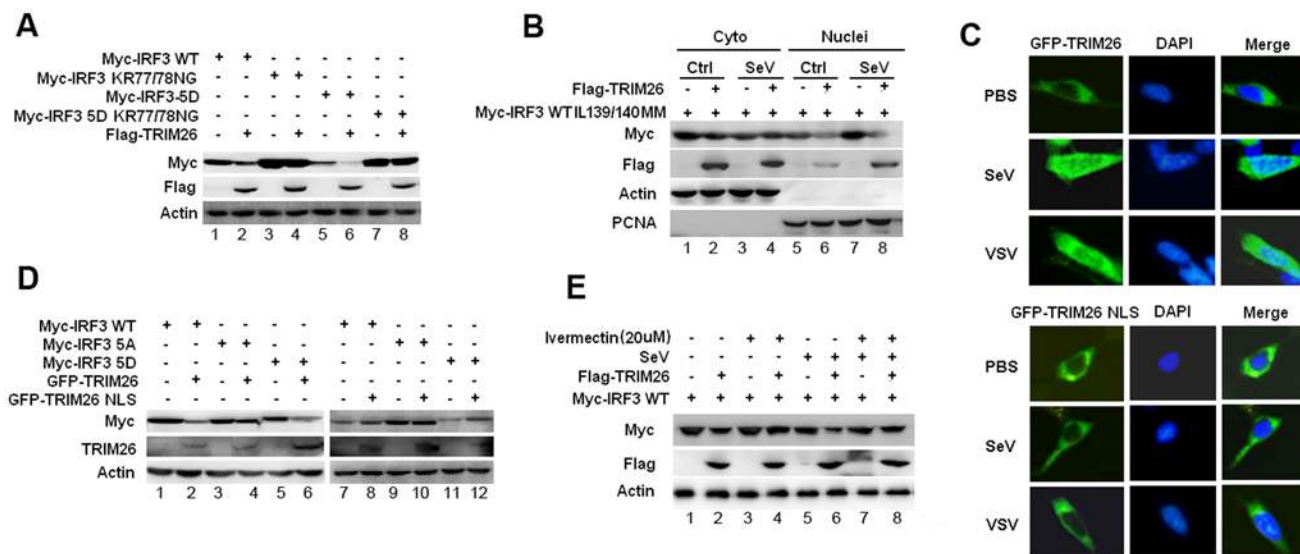 A
Myc-IRF3 WT + + - - - - - -
Myc-IRF3 KR77/78NG - - + + - - - -
Myc-IRF3-5D - - - - + + - -
Myc-IRF3 5D KR77/78NG - - - - - - + +
Flag-TRIM26 - + - + - + - +
Myc
Flag
Actin
1 2 3 4 5 6 7 8
B
Cyto Nuclei
Ctrl SeV Ctrl SeV
Flag-TRIM26 - + - + - + - +
Myc-IRF3 WT IL139/140MM + + + + + + + +
Myc
Flag
Actin
PCNA
1 2 3 4 5 6 7 8
C
GFP-TRIM26 DAPI Merge
PBS
SeV
VSV
GFP-TRIM26 NLS DAPI Merge
PBS
SeV
VSV
D
Myc-IRF3 WT + + - - - - + + - - - -
Myc-IRF3 5A - - + + - - - - + + - -
Myc-IRF3 5D - - - - + + - - - - + +
GFP-TRIM26 - + - + - +
GFP-TRIM26 NLS - + - + - +
Myc
TRIM26
Actin
1 2 3 4 5 6 7 8 9 10 11 12
E
Ivermectin (20uM) - - + + - - + +
SeV - - - - + + + +
Flag-TRIM26 - + - + - + - +
Myc-IRF3 WT + + + + + + + +
Myc
Flag
Actin
1 2 3 4 5 6 7 8